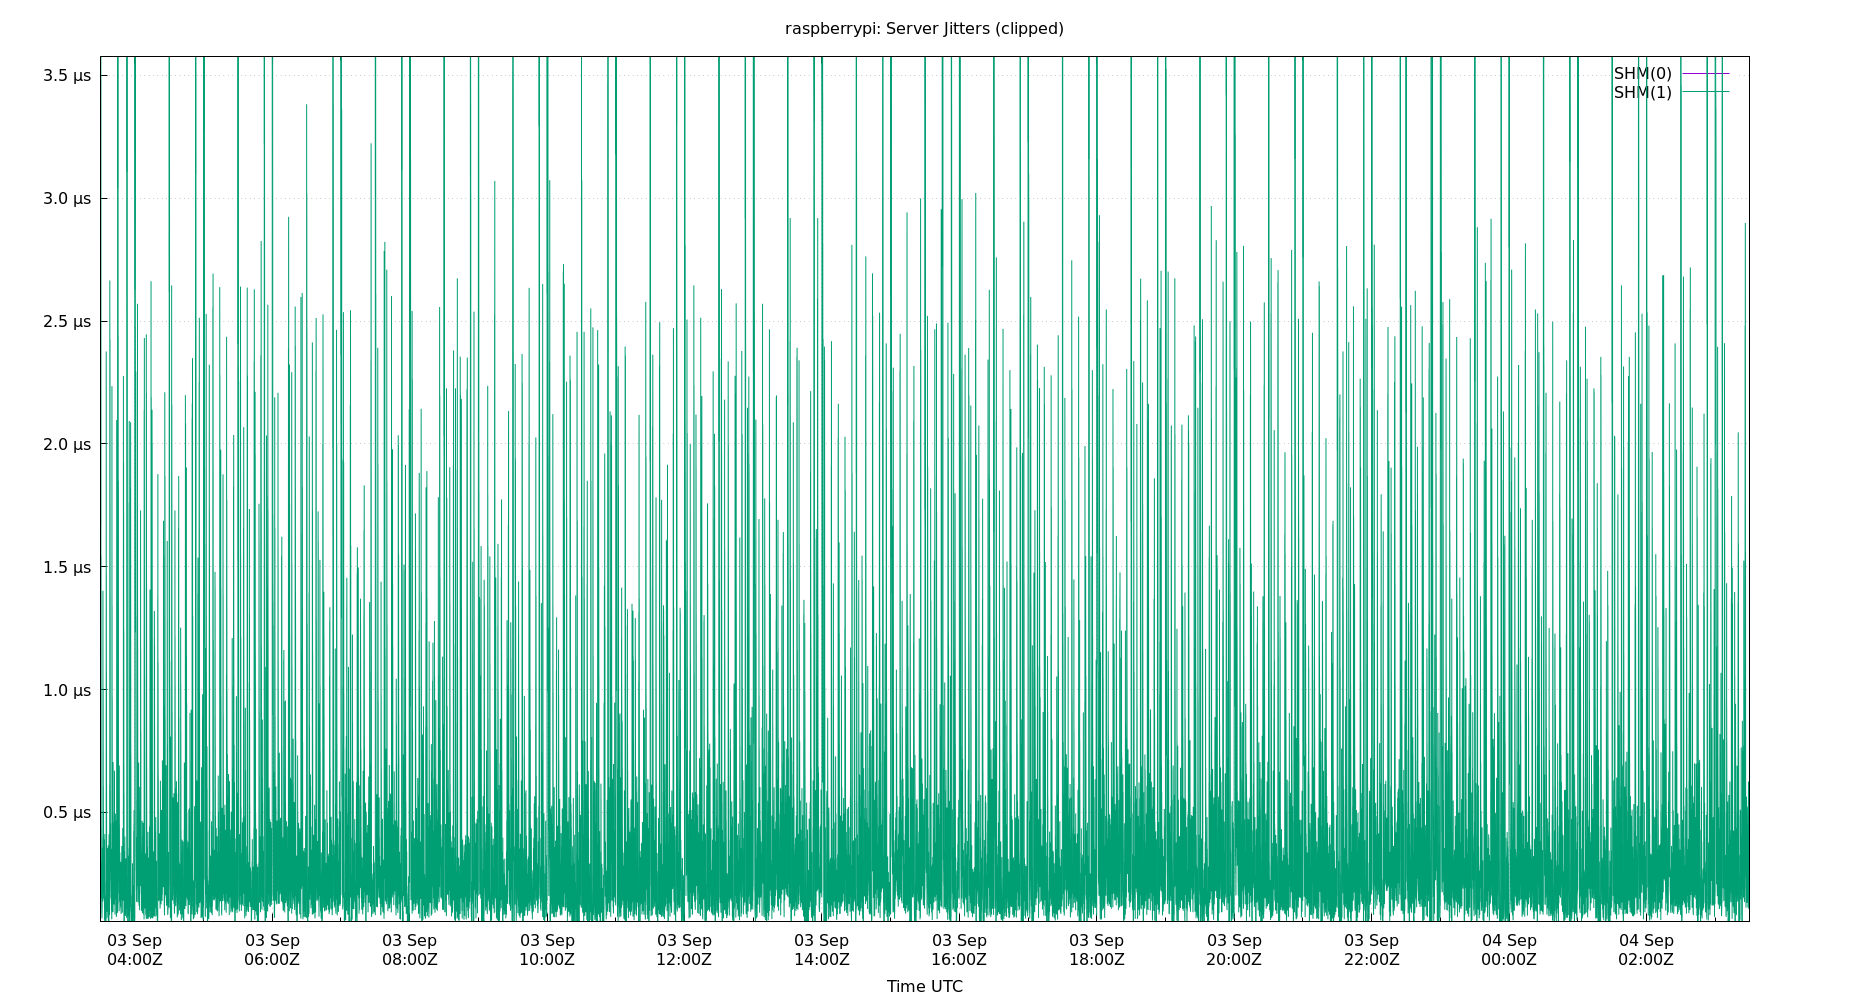 raspberrypi: Server Jitters (clipped)
3.5 μs
3.0 μs
2.5 μs
2.0 μs
1.5 μs
1.0 μs
0.5 μs
SHM(0)
SHM(1)
03 Sep 04:00Z
03 Sep 06:00Z
03 Sep 08:00Z
03 Sep 10:00Z
03 Sep 12:00Z
03 Sep 14:00Z
03 Sep 16:00Z
03 Sep 18:00Z
03 Sep 20:00Z
03 Sep 22:00Z
04 Sep 00:00Z
04 Sep 02:00Z
Time UTC